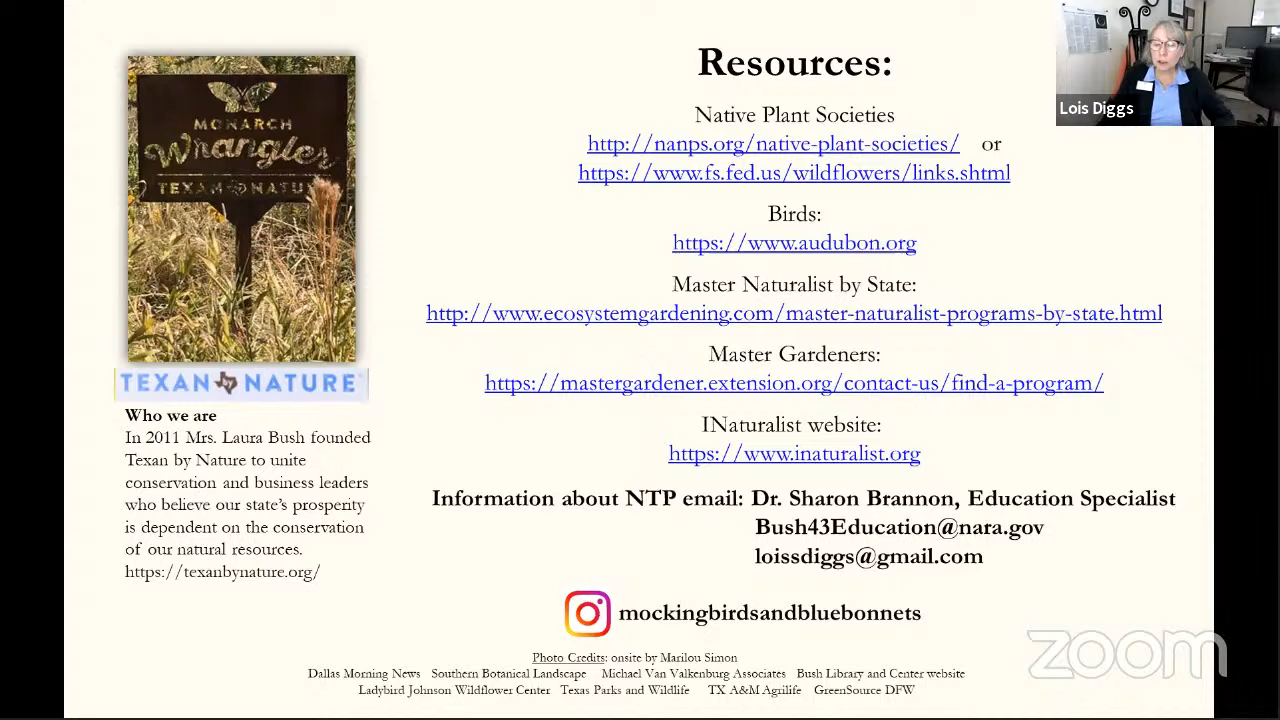 Resources:
Native Plant Societies
http://nanps.org/native-plant-societies/ or
https://www.fs.fed.us/wildflowers/links.shtml
Birds:
https://www.audubon.org
Master Naturalist by State:
http://www.ecosystemgardening.com/master-naturalist-programs-by-state.html
Master Gardeners:
https://mastergardener.extension.org/contact-us/find-a-program/
INaturalist website:
https://www.inaturalist.org
Information about NTP email: Dr. Sharon Brannon, Education Specialist
Bush43Education@nara.gov
loissdiggs@gmail.com
mockingbirdsandbluebonnets
MONARCH
Wrangler
TEXAN BY NATURE
TEXAN BY NATURE
Who we are
In 2011 Mrs. Laura Bush founded
Texan by Nature to unite
conservation and business leaders
who believe our state's prosperity
is dependent on the conservation
of our natural resources.
https://texanbynature.org/
Photo Credits: onsite by Marilou Simon
Dallas Morning News Southern Botanical Landscape Michael Van Valkenburg Associates Bush Library and Center website
Ladybird Johnson Wildflower Center Texas Parks and Wildlife TX A&M Agrilife GreenSource DFW
Lois Diggs
zoom